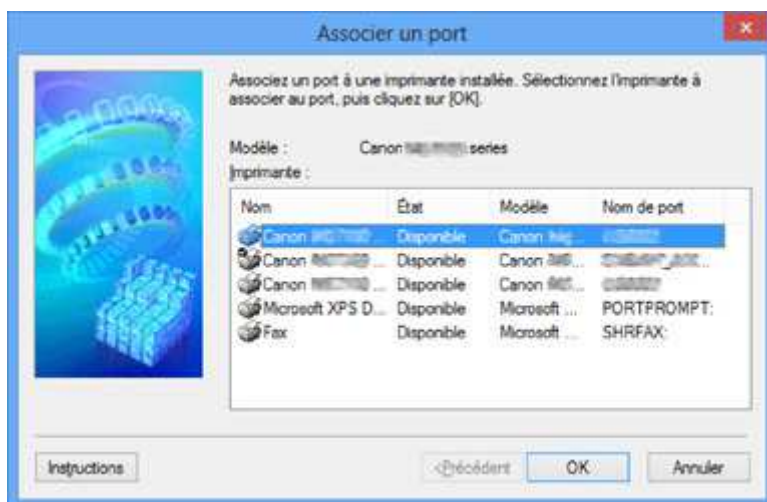 Associer un port
Associez un port à une imprimante installée. Sélectionnez l'imprimante à
associer au port, puis cliquez sur [OK].
Modèle : Canon series
Imprimante :
Nom État Modèle Nom de port
Canon ... Disponible Canon ...
Canon ... Disponible Canon ... ...
Canon ... Disponible Canon ...
Microsoft XPS D... Disponible Microsoft ... PORTPROMPT:
Fax Disponible Microsoft ... SHRFAX:
Instructions <Précédent OK Annuler